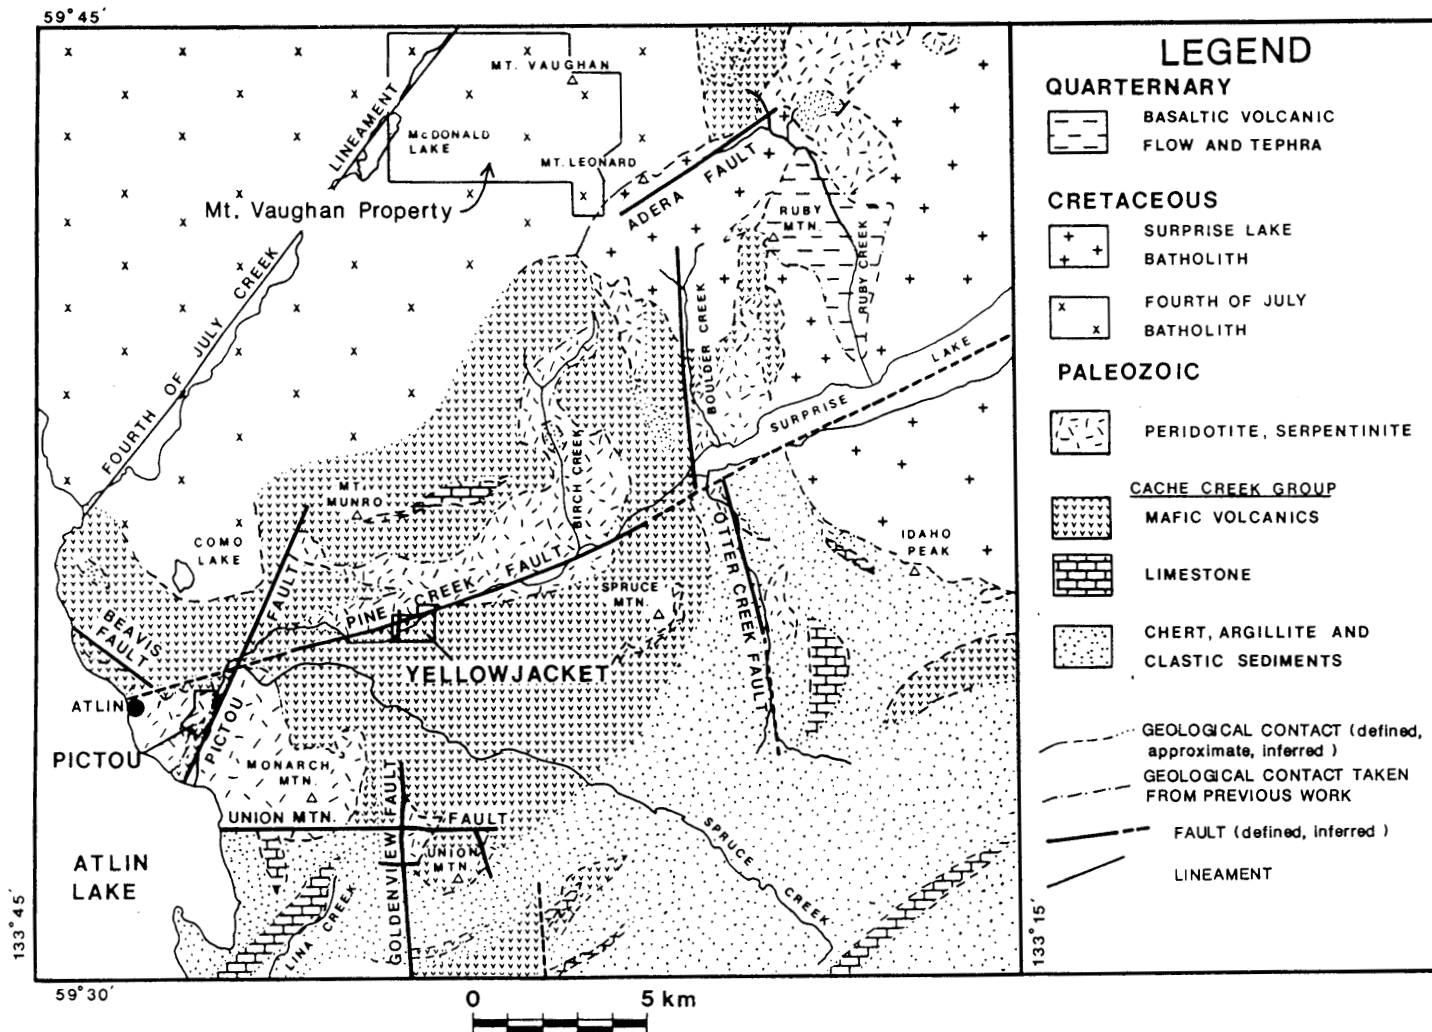 59°45'
MT. VAUGHAN
McDONALD
LAKE
LINEAMENT
MT. LEONARD
Mt. Vaughan Property
ADERA FAULT
RUBY
MTN.
RUBY CREEK
FOURTH OF JULY CREEK
BOULDER CREEK
SURPRISE LAKE
BIRCH CREEK
MT.
MUNRO
COMO
LAKE
IDAHO
PEAK
PINE CREEK FAULT
SPRUCE
MTN.
OTTER CREEK FAULT
BEAVIS
FAULT
PICTOU FAULT
YELLOWJACKET
ATLIN
PICTOU
MONARCH
MTN.
UNION MTN. FAULT
GOLDENVIEW FAULT
UNION
MTN.
SPRUCE CREEK
ATLIN
LAKE
LINA CREEK
133°45'
133°15'
59°30'
0 5 km
LEGEND
QUARTERNARY
BASALTIC VOLCANIC
FLOW AND TEPHRA
CRETACEOUS
SURPRISE LAKE
BATHOLITH
FOURTH OF JULY
BATHOLITH
PALEOZOIC
PERIDOTITE, SERPENTINITE
CACHE CREEK GROUP
MAFIC VOLCANICS
LIMESTONE
CHERT, ARGILLITE AND
CLASTIC SEDIMENTS
GEOLOGICAL CONTACT (defined,
approximate, inferred )
GEOLOGICAL CONTACT TAKEN
FROM PREVIOUS WORK
FAULT (defined, inferred )
LINEAMENT